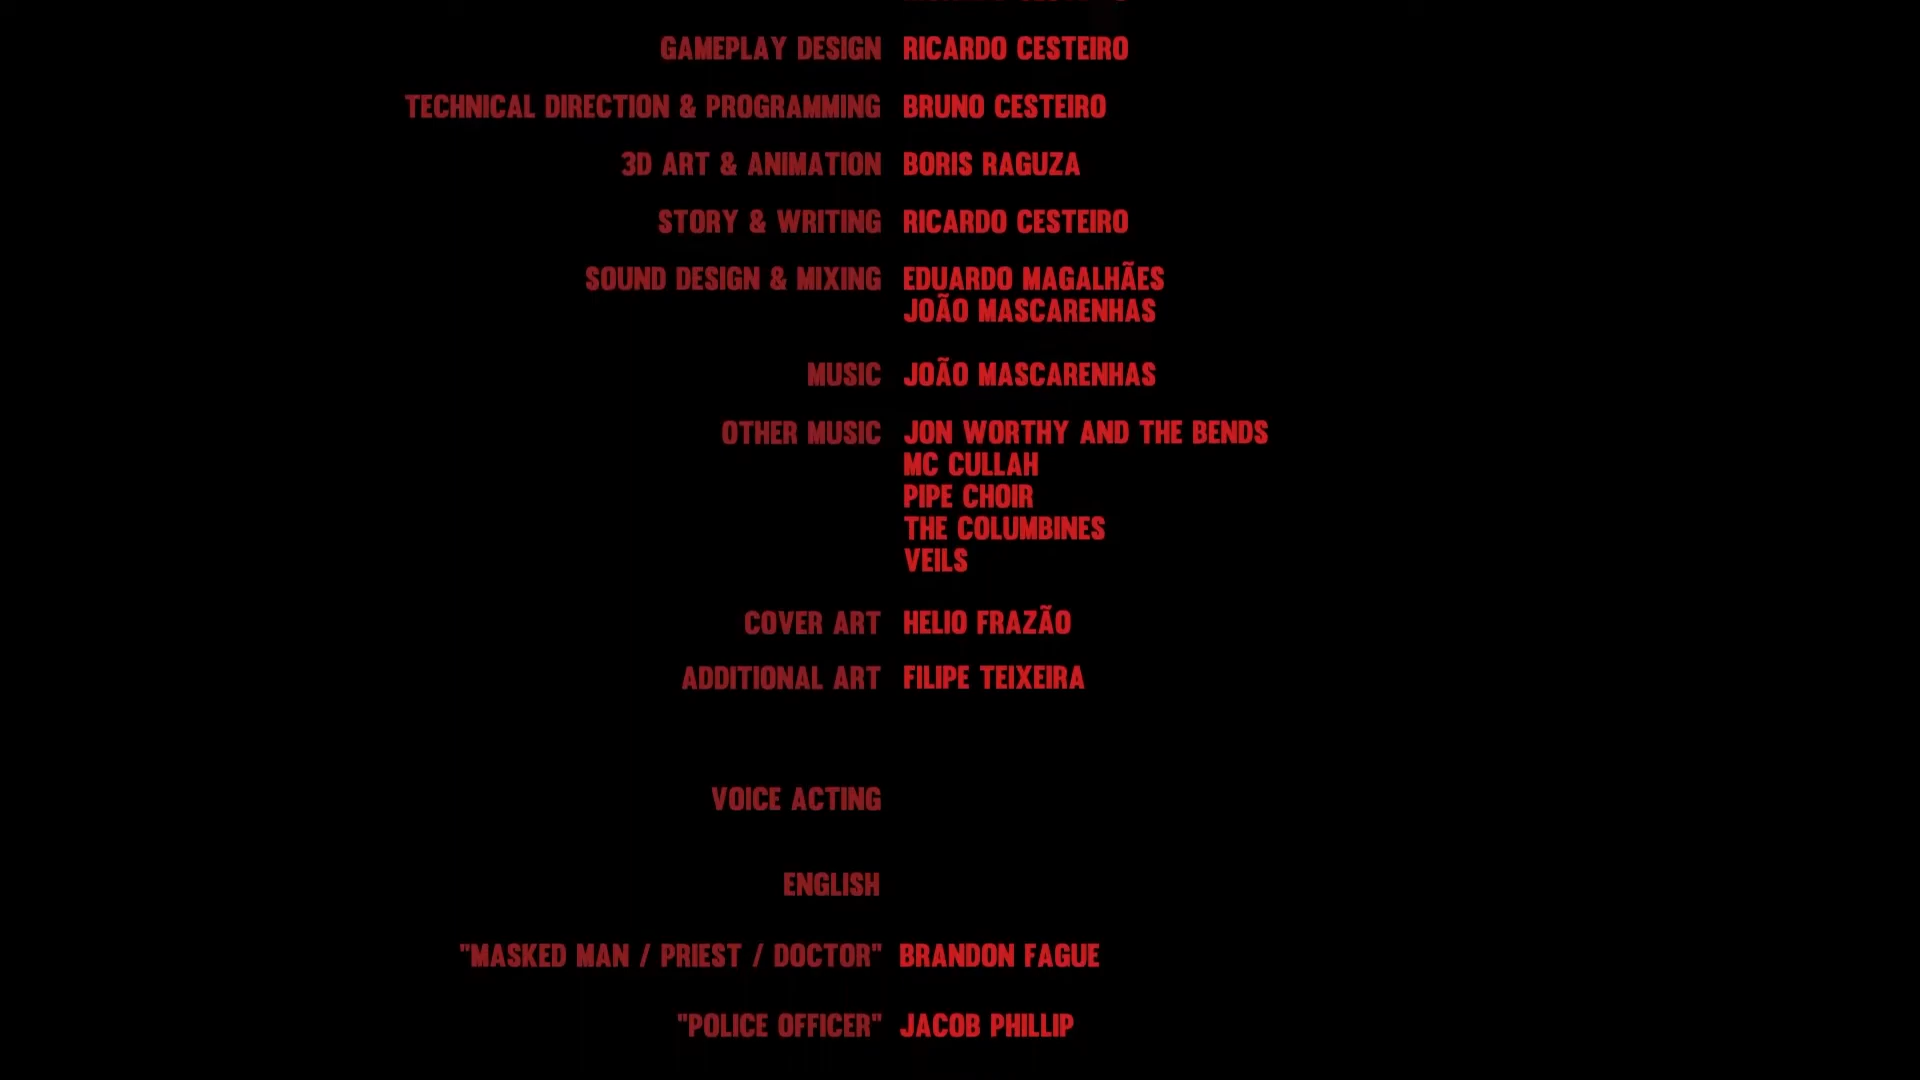 GAMEPLAY DESIGN RICARDO CESTEIRO
TECHNICAL DIRECTION & PROGRAMMING BRUNO CESTEIRO
3D ART & ANIMATION BORIS RAGUZA
STORY & WRITING RICARDO CESTEIRO
SOUND DESIGN & MIXING EDUARDO MAGALHÃES
JOÃO MASCARENHAS
MUSIC JOÃO MASCARENHAS
OTHER MUSIC JON WORTHY AND THE BENDS
MC CULLAH
PIPE CHOIR
THE COLUMBINES
VEILS
COVER ART HELIO FRAZÃO
ADDITIONAL ART FILIPE TEIXEIRA
VOICE ACTING
ENGLISH
"MASKED MAN / PRIEST / DOCTOR" BRANDON FAGUE
"POLICE OFFICER" JACOB PHILLIP